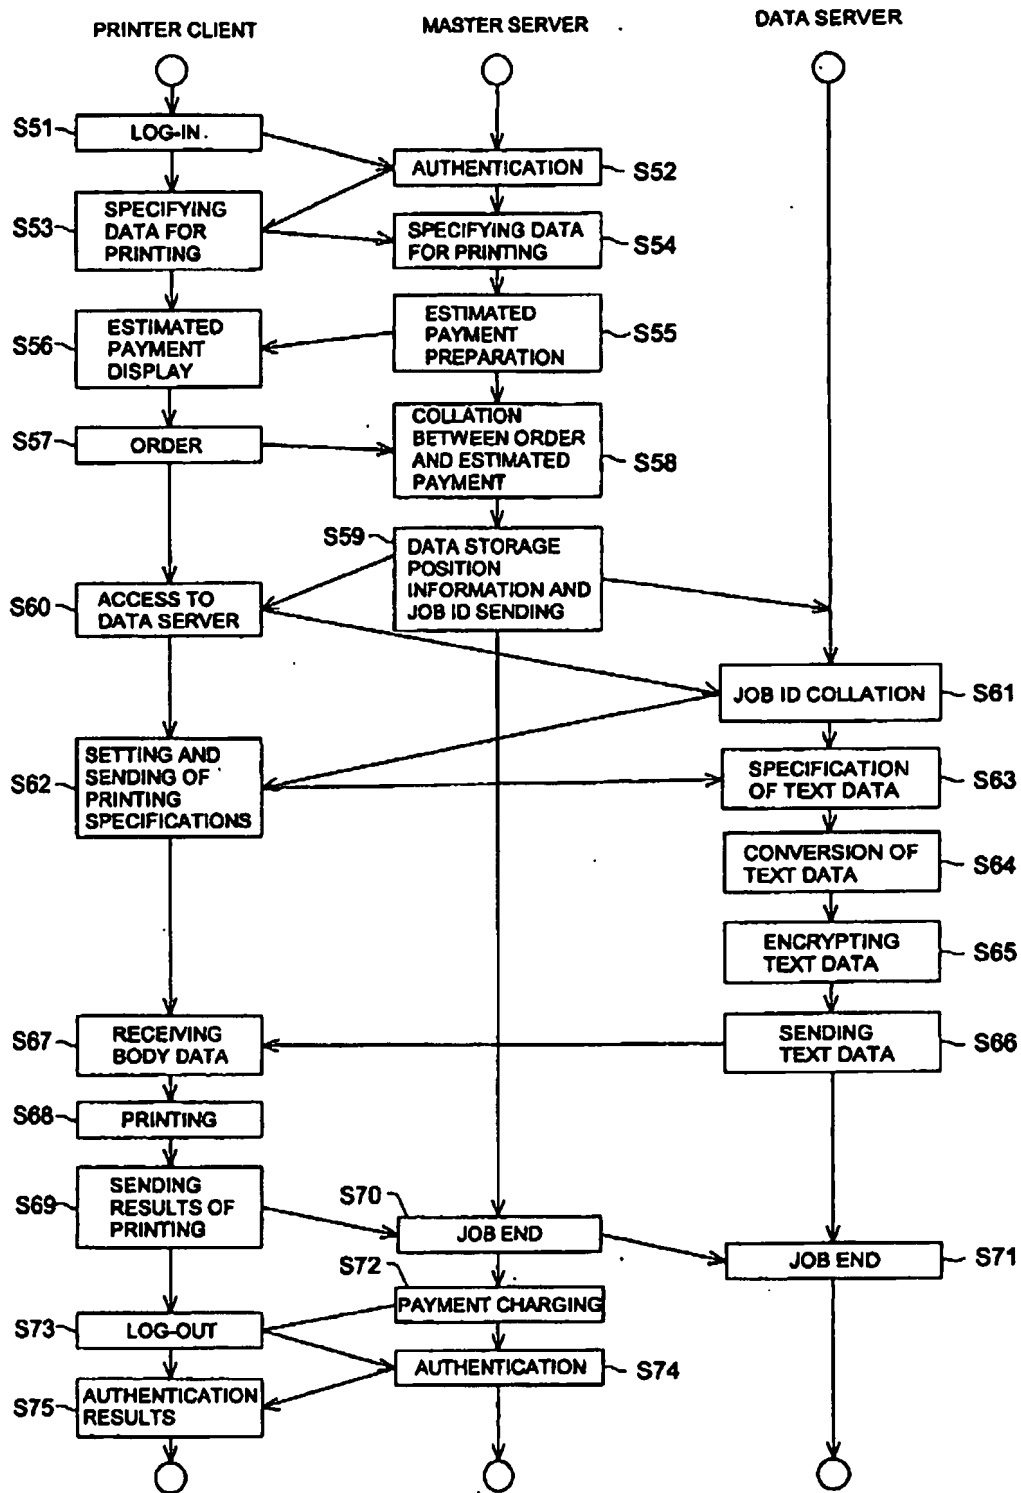 PRINTER CLIENT
MASTER SERVER
DATA SERVER
S51
LOG-IN
AUTHENTICATION
S52
S53
SPECIFYING
DATA FOR
PRINTING
SPECIFYING DATA
FOR PRINTING
S54
S56
ESTIMATED
PAYMENT
DISPLAY
ESTIMATED
PAYMENT
PREPARATION
S55
S57
ORDER
COLLATION
BETWEEN ORDER
AND ESTIMATED
PAYMENT
S58
S59
DATA STORAGE
POSITION
INFORMATION AND
JOB ID SENDING
S60
ACCESS TO
DATA SERVER
JOB ID COLLATION
S61
S62
SETTING AND
SENDING OF
PRINTING
SPECIFICATIONS
SPECIFICATION
OF TEXT DATA
S63
CONVERSION OF
TEXT DATA
S64
ENCRYPTING
TEXT DATA
S65
S67
RECEIVING
BODY DATA
SENDING
TEXT DATA
S66
S68
PRINTING
S69
SENDING
RESULTS OF
PRINTING
S70
JOB END
JOB END
S71
S72
PAYMENT CHARGING
S73
LOG-OUT
AUTHENTICATION
S74
S75
AUTHENTICATION
RESULTS